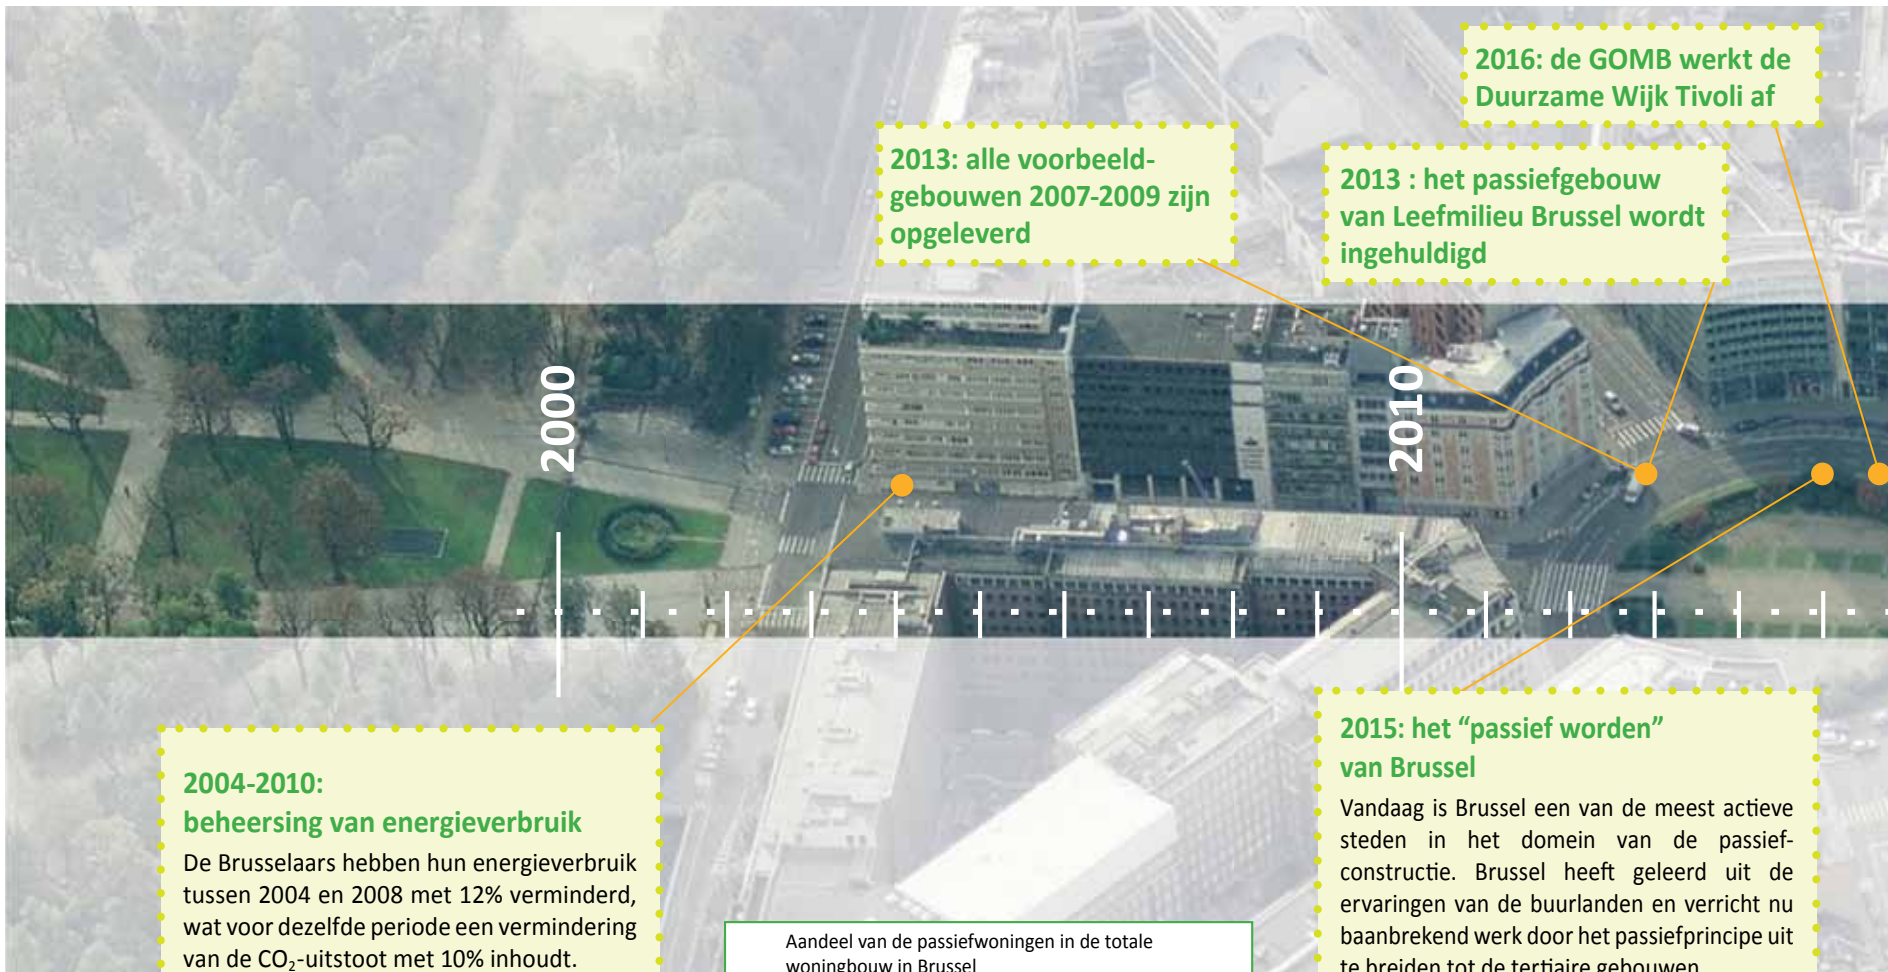 2016: de GOMB werkt de
Duurzame Wijk Tivoli af
2013: alle voorbeeld-
gebouwen 2007-2009 zijn
opgeleverd
2013 : het passiefgebouw
van Leefmilieu Brussel wordt
ingehuldigd
2000
2010
2004-2010:
beheersing van energieverbruik
De Brusselaars hebben hun energieverbruik
tussen 2004 en 2008 met 12% verminderd,
wat voor dezelfde periode een vermindering
van de CO₂-uitstoot met 10% inhoudt.
Aandeel van de passiefwoningen in de totale
woningbouw in Brussel
2015: het “passief worden”
van Brussel
Vandaag is Brussel een van de meest actieve
steden in het domein van de passief-
constructie. Brussel heeft geleerd uit de
ervaringen van de buurlanden en verricht nu
baanbrekend werk door het passiefprincipe uit
te breiden tot de tertiaire gebouwen.